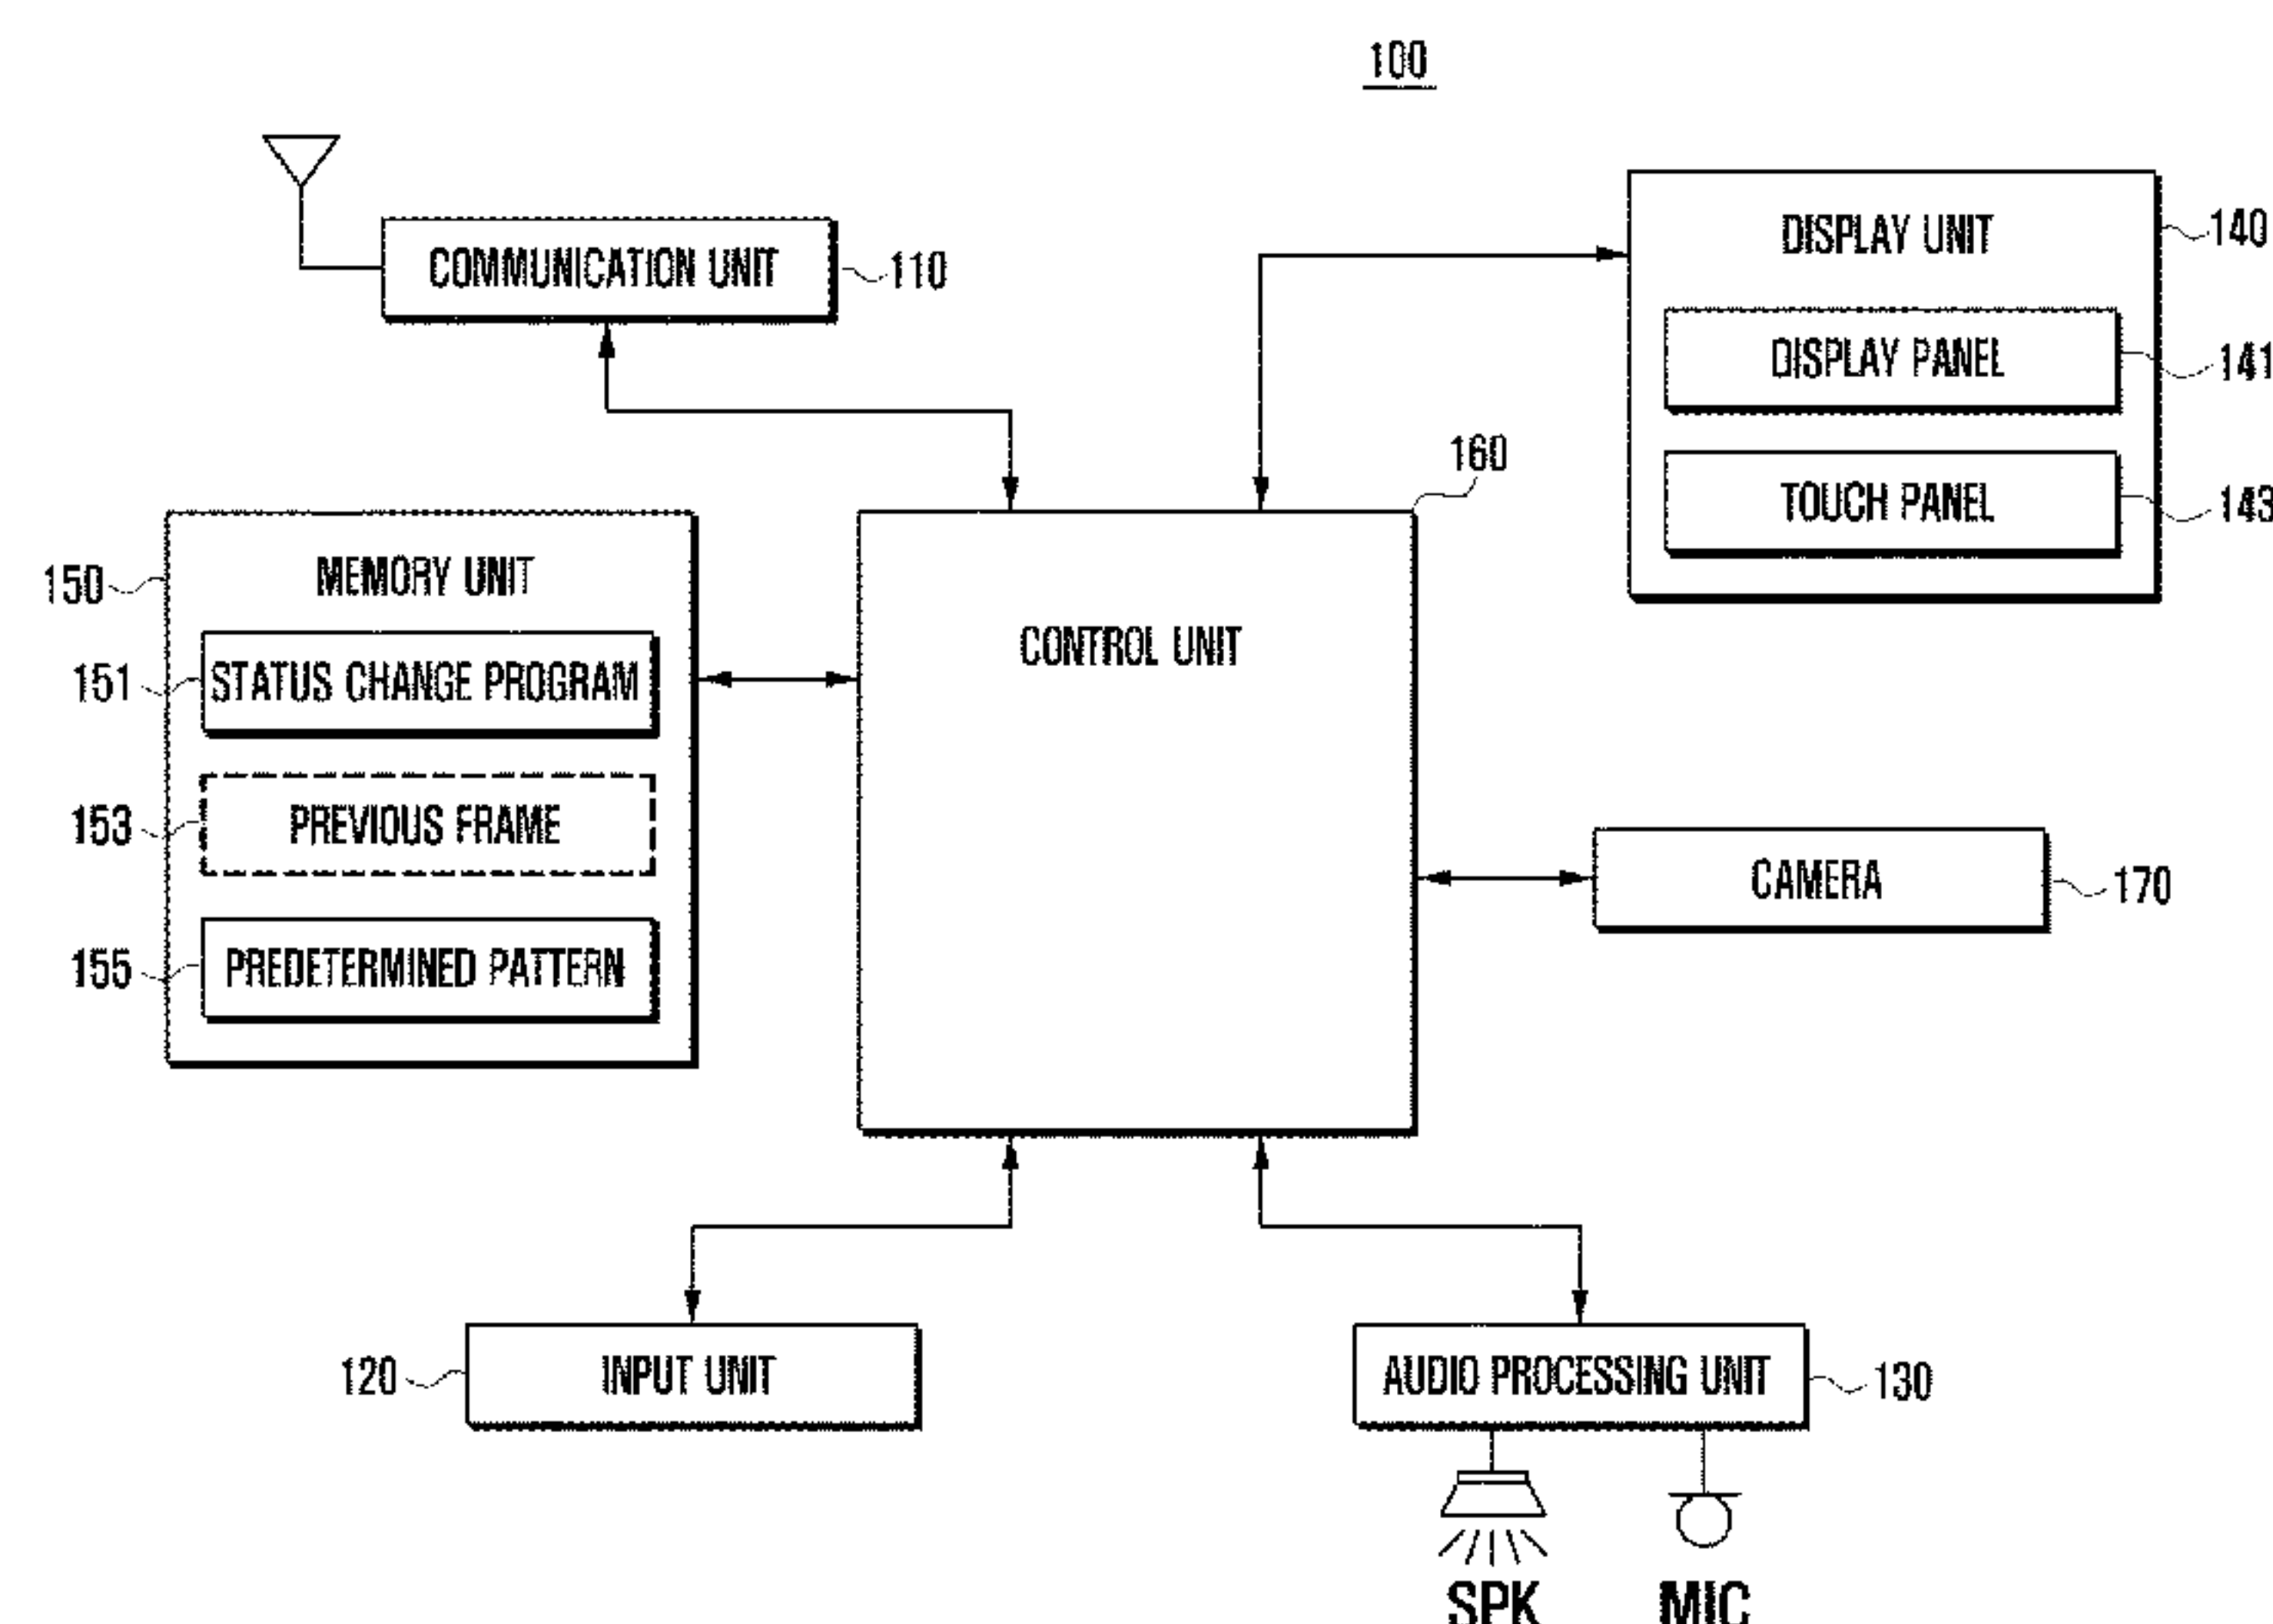 100
COMMUNICATION UNIT
110
DISPLAY UNIT
140
DISPLAY PANEL
141
TOUCH PANEL
143
160
CONTROL UNIT
150
MEMORY UNIT
151
STATUS CHANGE PROGRAM
153
PREVIOUS FRAME
155
PREDETERMINED PATTERN
CAMERA
170
120
INPUT UNIT
AUDIO PROCESSING UNIT
130
SPK
MIC